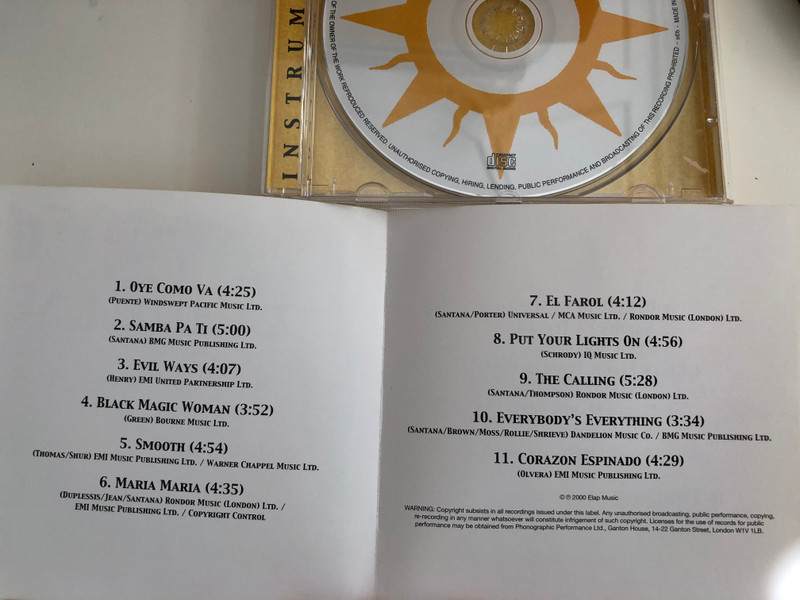 INSTRUM
OF THE OWNER OF THE WORK REPRODUCED RESERVED. UNAUTHORISED COPYING, HIRING, LENDING, PUBLIC PERFORMANCE AND BROADCASTING OF THIS RECORDING PROHIBITED - MADE IN
COMPACT
disc
DIGITAL AUDIO
1. 0ye Como Va (4:25)
(Puente) Windswept Pacific Music Ltd.
2. Samba Pa Ti (5:00)
(Santana) BMG Music Publishing Ltd.
3. Evil Ways (4:07)
(Henry) EMI United Partnership Ltd.
4. Black Magic Woman (3:52)
(Green) Bourne Music Ltd.
5. Smooth (4:54)
(Thomas/Shur) EMI Music Publishing Ltd. / Warner Chappel Music Ltd.
6. Maria Maria (4:35)
(Duplessis/Jean/Santana) Rondor Music (London) Ltd. /
EMI Music Publishing Ltd. / Copyright Control
7. El Farol (4:12)
(Santana/Porter) Universal / MCA Music Ltd. / Rondor Music (London) Ltd.
8. Put Your Lights On (4:56)
(Schrody) IQ Music Ltd.
9. The Calling (5:28)
(Santana/Thompson) Rondor Music (London) Ltd.
10. Everybody's Everything (3:34)
(Santana/Brown/Moss/Rollie/Shrieve) Dandelion Music Co. / BMG Music Publishing Ltd.
11. Corazon Espinado (4:29)
(Olvera) EMI Music Publishing Ltd.
© ℗ 2000 Elap Music
WARNING: Copyright subsists in all recordings issued under this label. Any unauthorised broadcasting, public performance, copying,
re-recording in any manner whatsoever will constitute infrigement of such copyright. Licenses for the use of records for public
performance may be obtained from Phonographic Performance Ltd., Ganton House, 14-22 Ganton Street, London W1V 1LB.